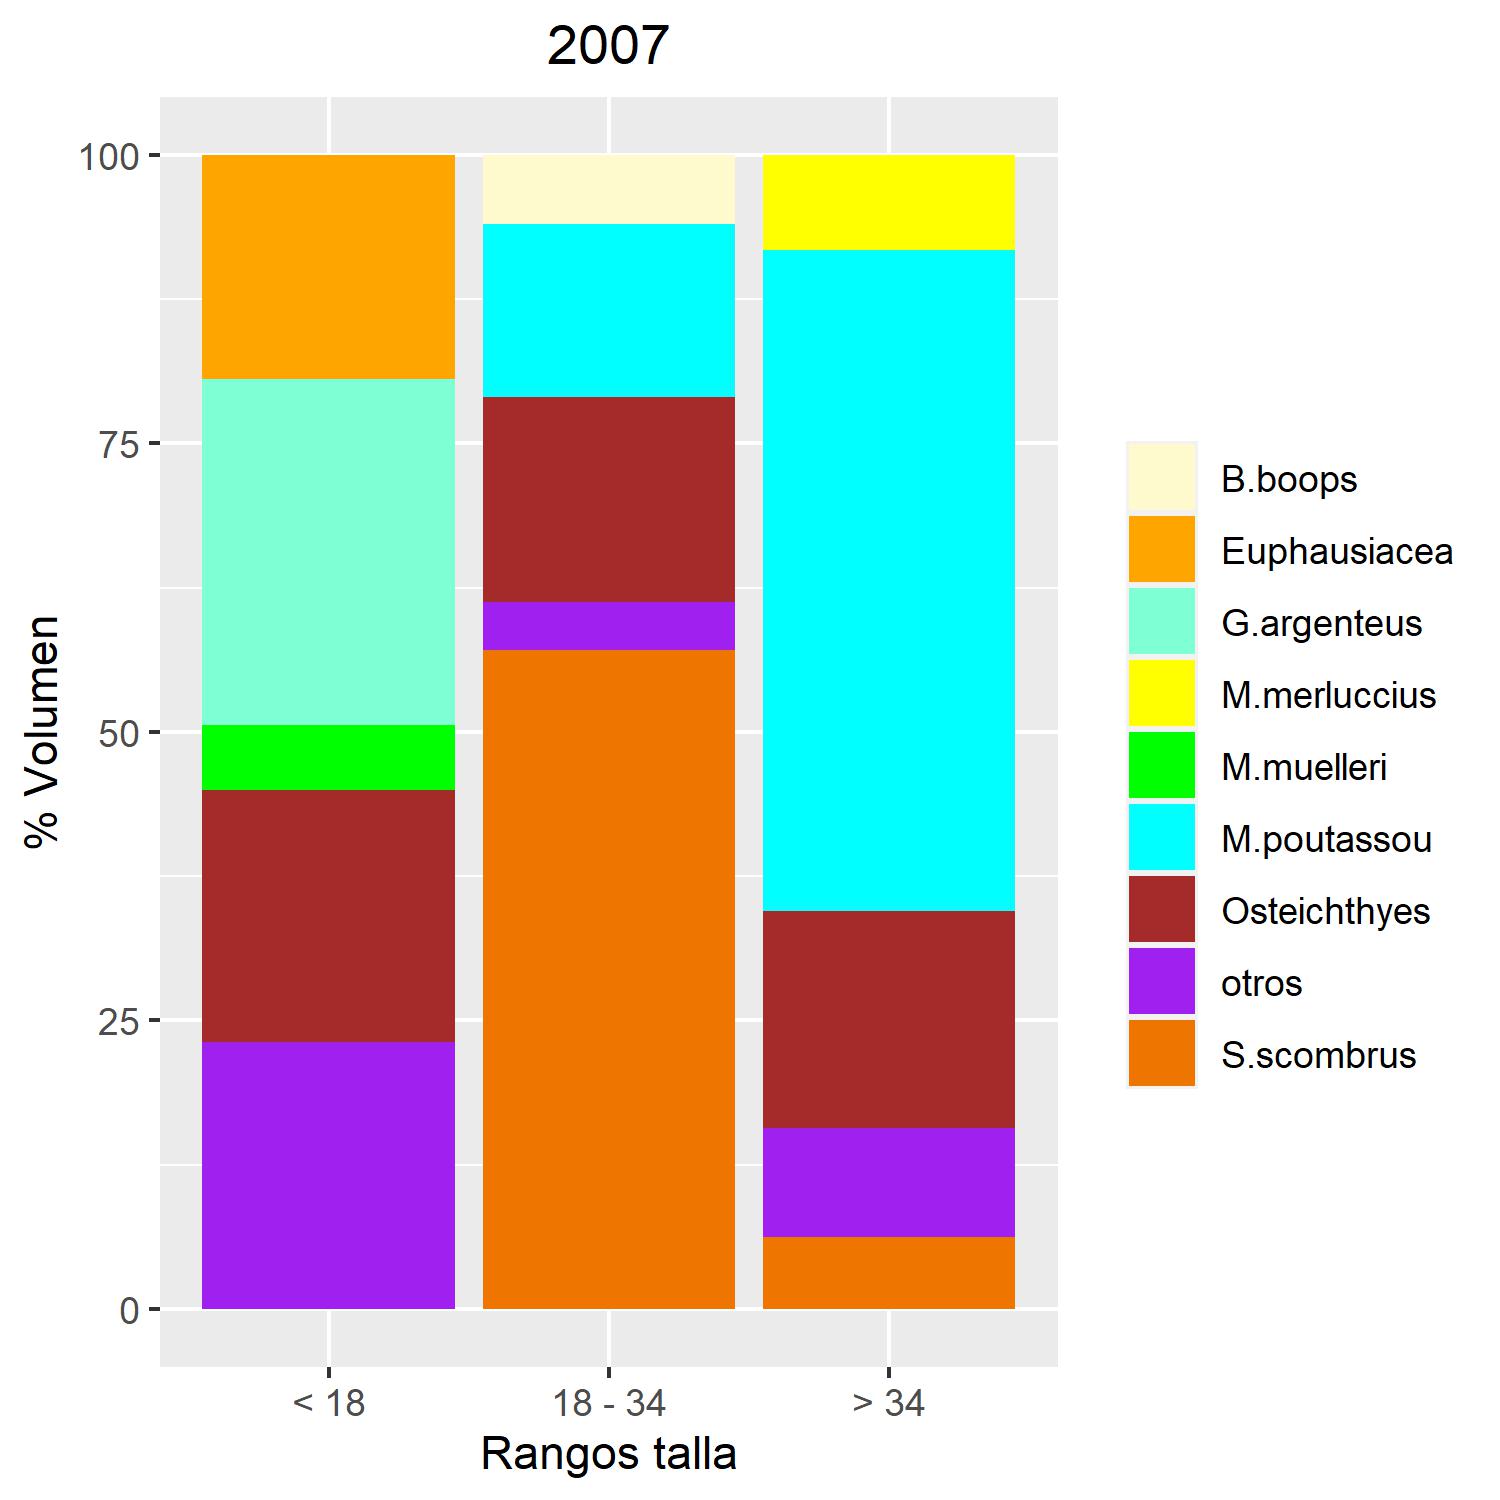 2007
% Volumen
100
75
50
25
0
< 18
18 - 34
> 34
Rangos talla
B.boops
Euphausiacea
G.argenteus
M.merluccius
M.muelleri
M.poutassou
Osteichthyes
otros
S.scombrus